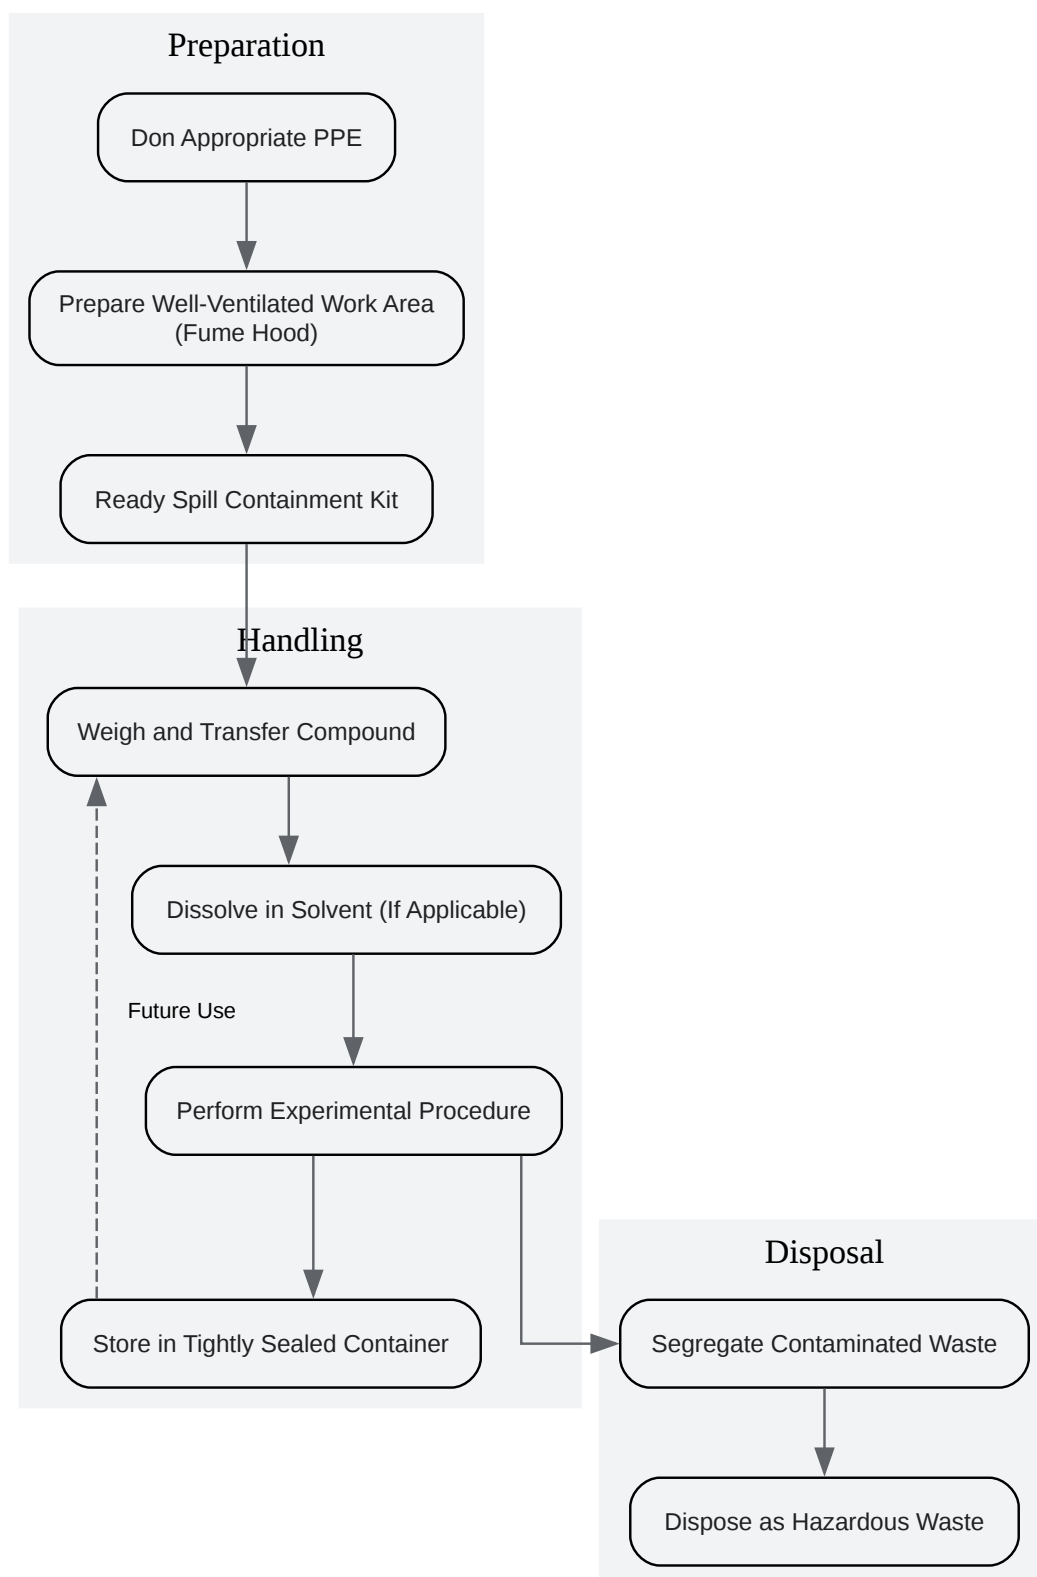 Preparation
Don Appropriate PPE
Prepare Well-Ventilated Work Area
(Fume Hood)
Ready Spill Containment Kit
Handling
Weigh and Transfer Compound
Dissolve in Solvent (If Applicable)
Future Use
Perform Experimental Procedure
Store in Tightly Sealed Container
Disposal
Segregate Contaminated Waste
Dispose as Hazardous Waste